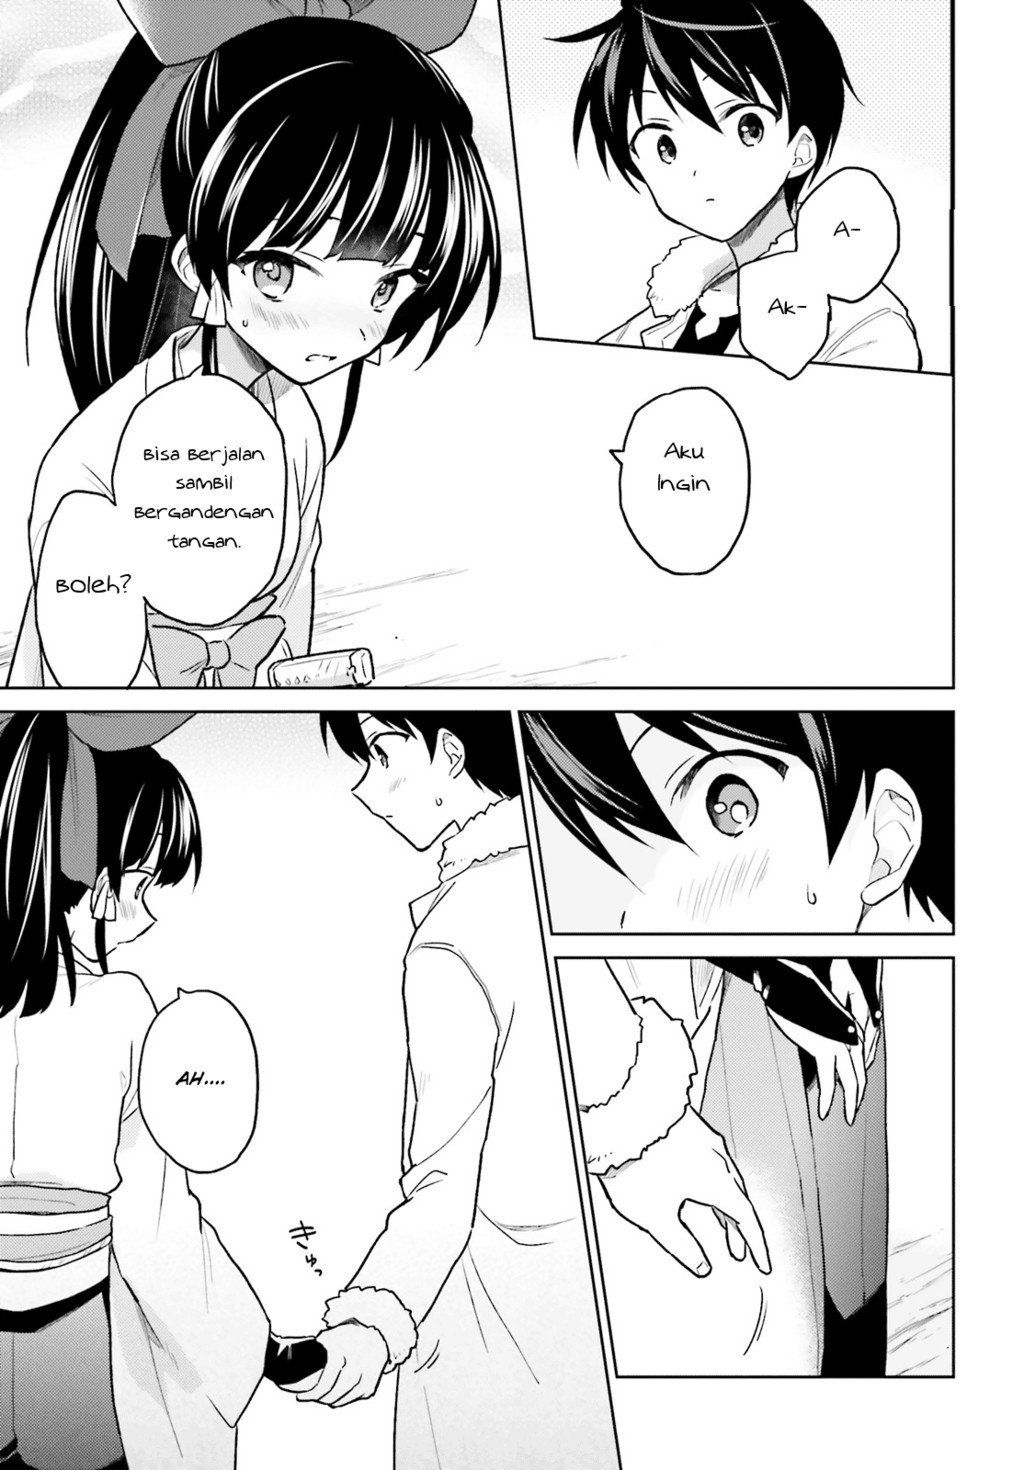 A-
Ak-
Aku
Ingin
Bisa Berjalan
sambil
Bergandengan
tangan.
Boleh?
AH....
きゅっ